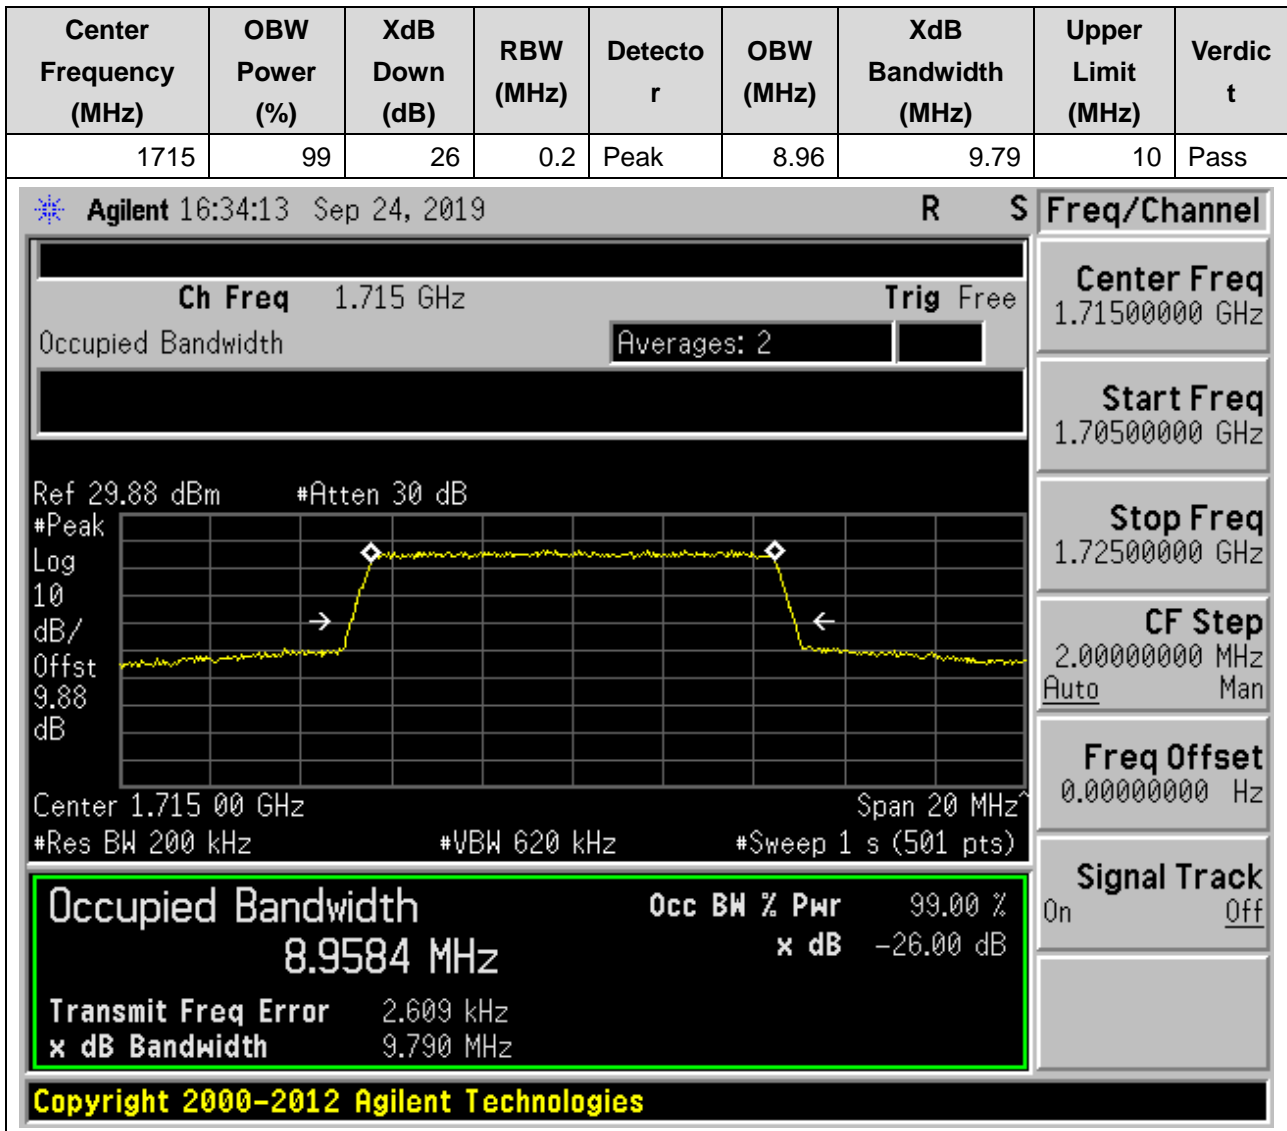 Center Frequency (MHz) OBW Power (%) XdB Down (dB) RBW (MHz) Detecto r OBW (MHz) XdB Bandwidth (MHz) Upper Limit (MHz) Verdic t
1715 99 26 0.2 Peak 8.96 9.79 10 Pass
Agilent 16:34:13 Sep 24, 2019 R S Freq/Channel
Ch Freq 1.715 GHz Trig Free
Occupied Bandwidth Averages: 2
Center Freq
1.71500000 GHz
Start Freq
1.70500000 GHz
Stop Freq
1.72500000 GHz
CF Step
2.00000000 MHz
Auto Man
Freq Offset
0.00000000 Hz
Signal Track
On Off
Ref 29.88 dBm #Atten 30 dB
#Peak
Log
10
dB/
Offst
9.88
dB
Center 1.715 00 GHz Span 20 MHz^
#Res BW 200 kHz #VBW 620 kHz #Sweep 1 s (501 pts)
Occupied Bandwidth Occ BW % Pwr 99.00 %
8.9584 MHz x dB -26.00 dB
Transmit Freq Error 2.609 kHz
x dB Bandwidth 9.790 MHz
Copyright 2000-2012 Agilent Technologies